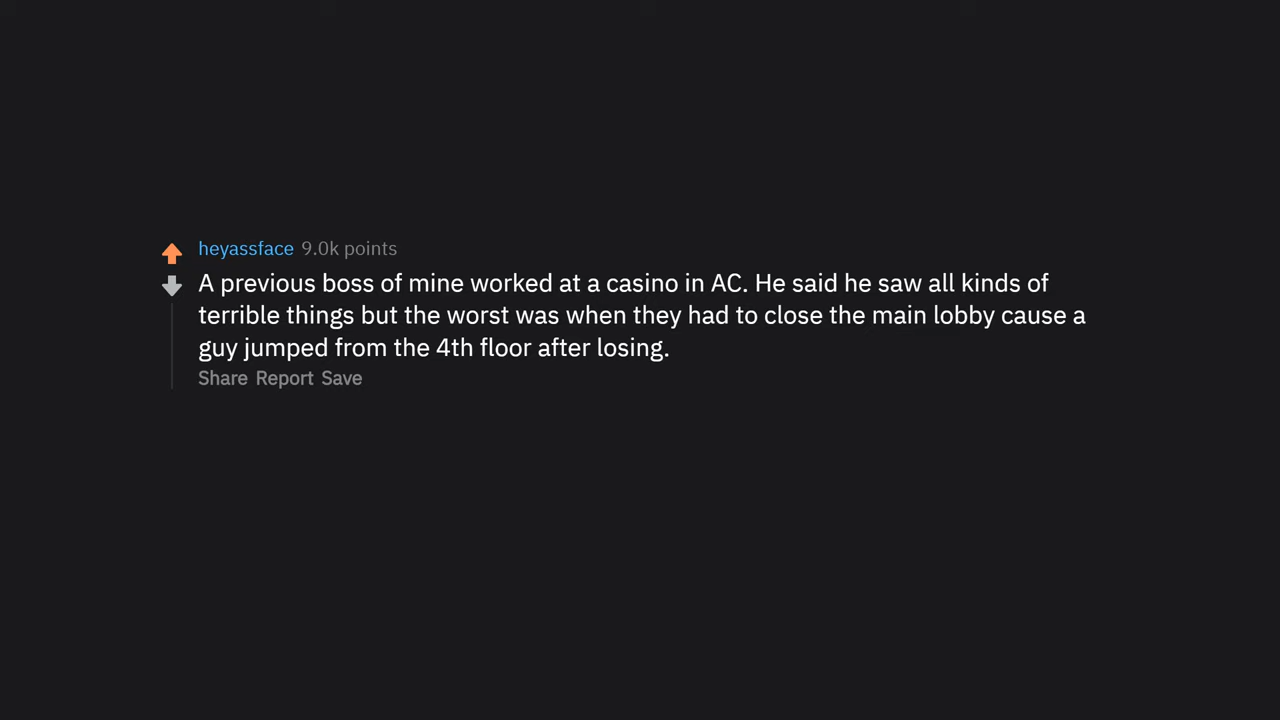 heyassface 9.0k points
A previous boss of mine worked at a casino in AC. He said he saw all kinds of
terrible things but the worst was when they had to close the main lobby cause a
guy jumped from the 4th floor after losing.
Share Report Save